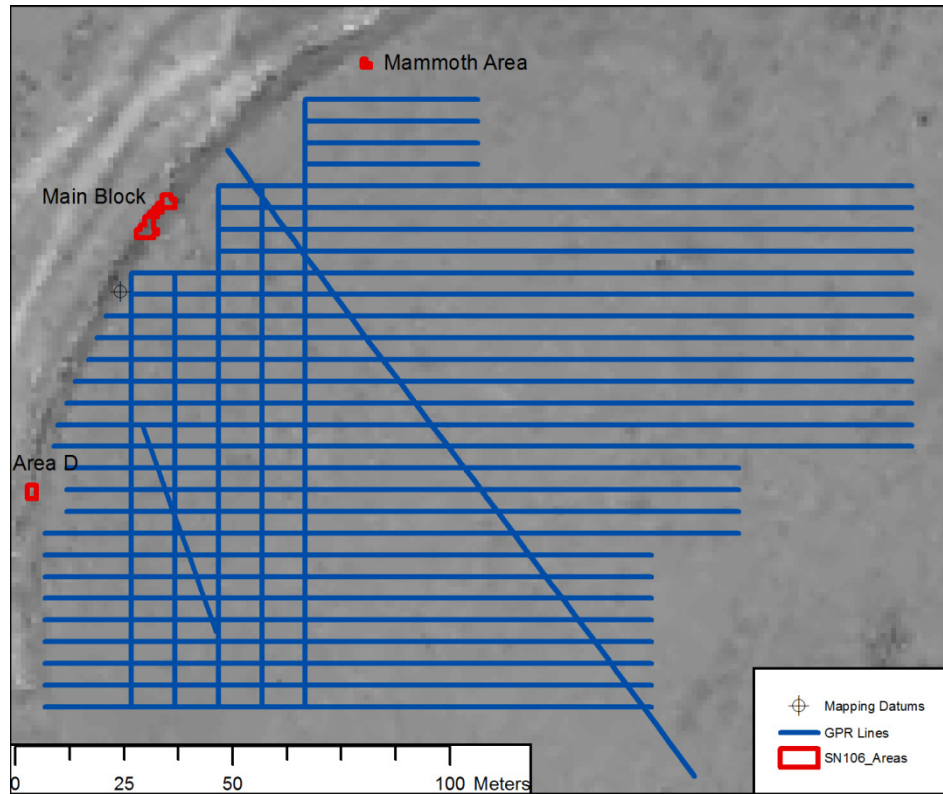 Mammoth Area
Main Block
Area D
Mapping Datums
GPR Lines
SN106_Areas
0 25 50 100 Meters